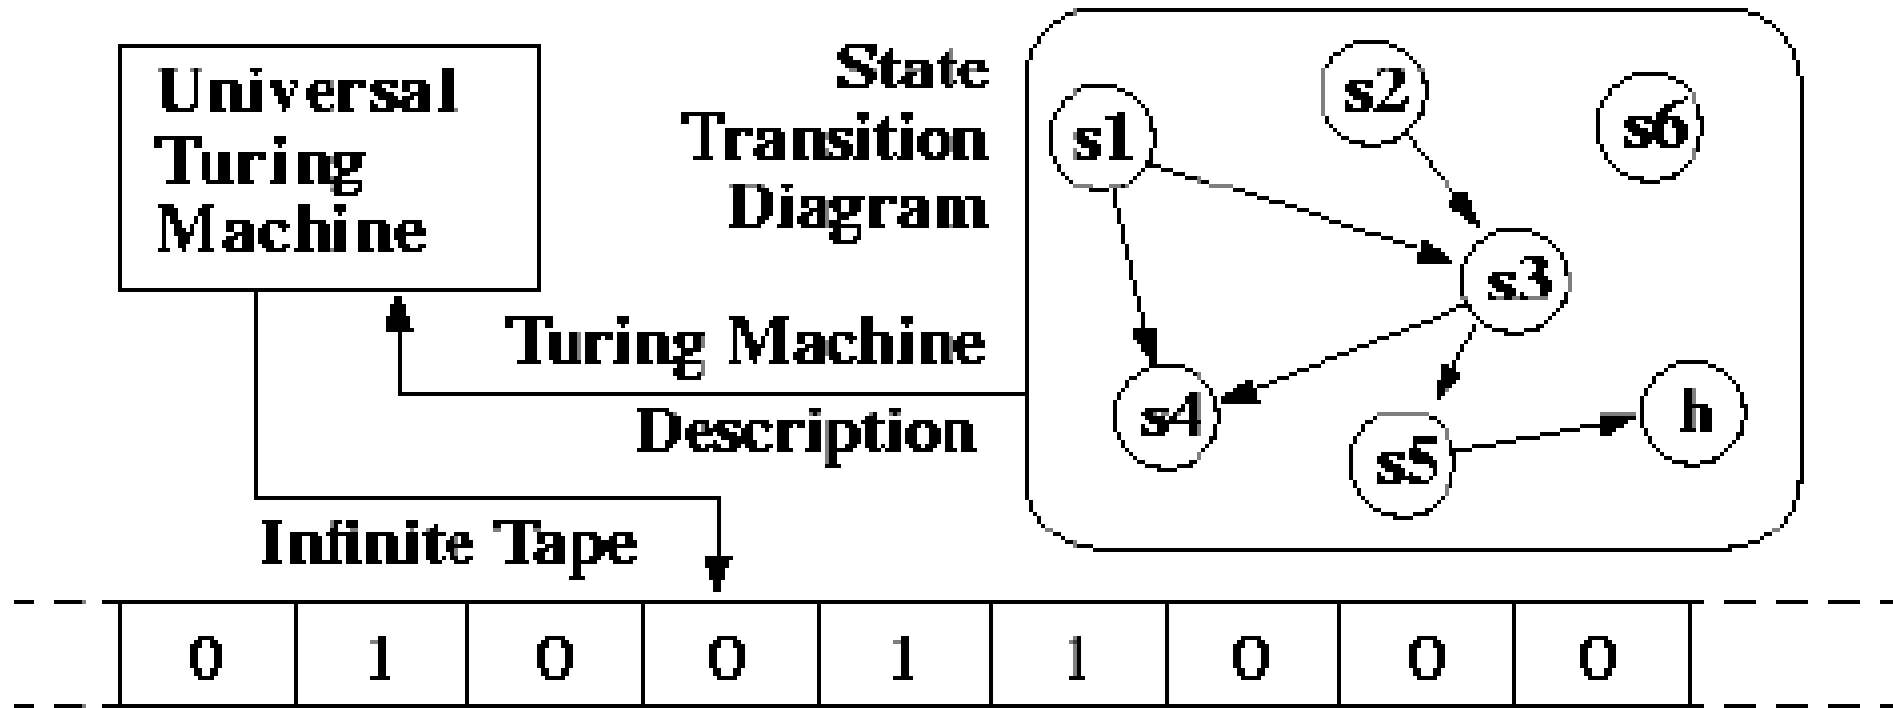 Universal
Turing
Machine
State
Transition
Diagram
s1
s2
s6
s3
Turing Machine
Description
s4
s5
h
Infinite Tape
0 1 0 0 1 1 0 0 0